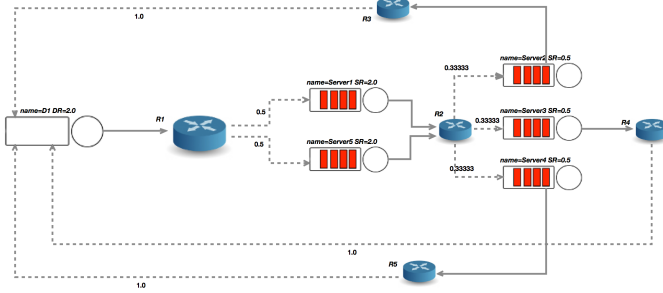 R3
1.0
name=Server2 SR=0.5
0.33333
name=D1 DR=2.0
R1
name=Server1 SR=2.0
0.5
R2
0.33333
name=Server3 SR=0.5
R4
0.5
name=Server5 SR=2.0
0.33333
name=Server4 SR=0.5
1.0
R5
1.0